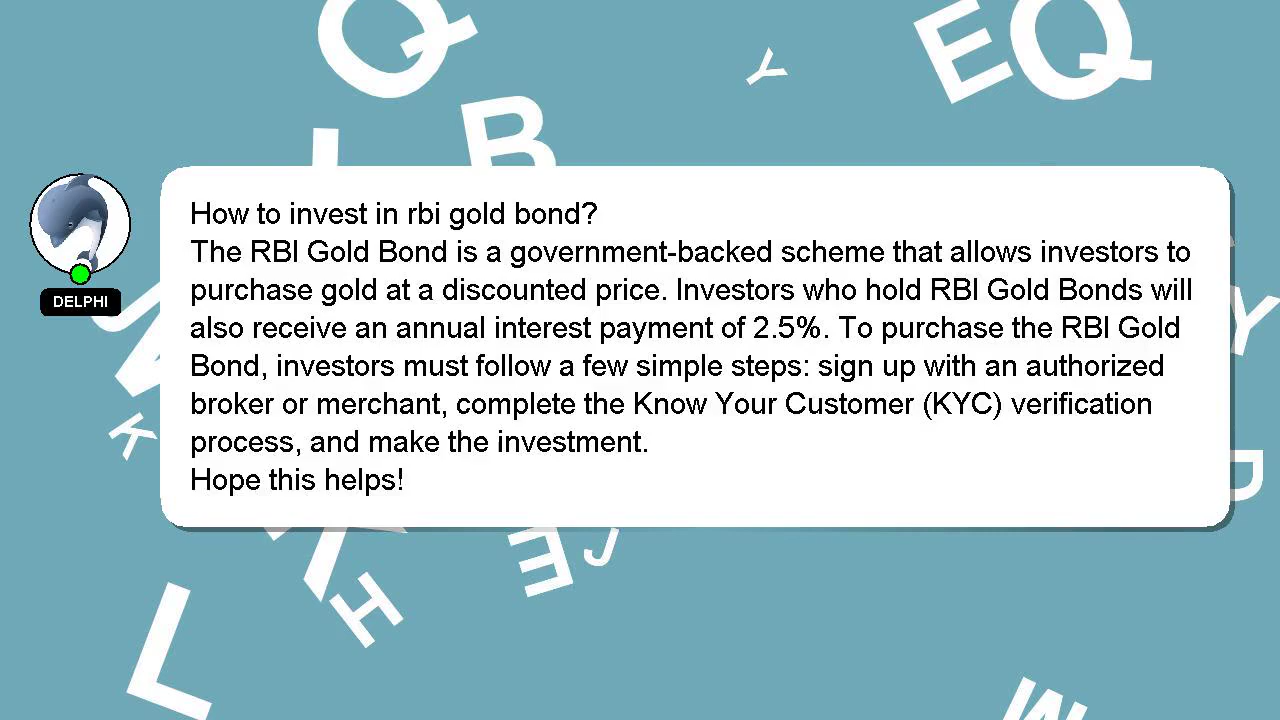 How to invest in rbi gold bond?
The RBI Gold Bond is a government-backed scheme that allows investors to
purchase gold at a discounted price. Investors who hold RBI Gold Bonds will
also receive an annual interest payment of 2.5%. To purchase the RBI Gold
Bond, investors must follow a few simple steps: sign up with an authorized
broker or merchant, complete the Know Your Customer (KYC) verification
process, and make the investment.
Hope this helps!
DELPHI
Q
E
Q
Y
B
K
Y
D
E
J
H
L
M